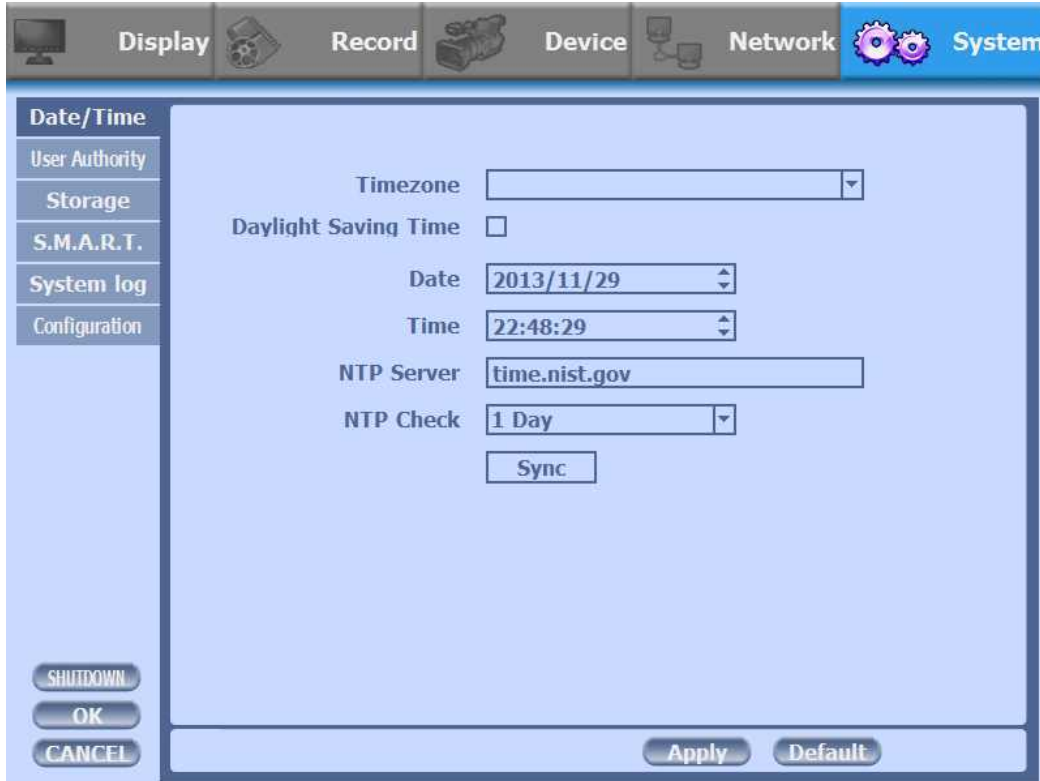 Display Record Device Network System
Date/Time
User Authority
Storage
S.M.A.R.T.
System log
Configuration
Timezone
Daylight Saving Time
Date 2013/11/29
Time 22:48:29
NTP Server time.nist.gov
NTP Check 1 Day
Sync
SHUTDOWN
OK
CANCEL
Apply Default